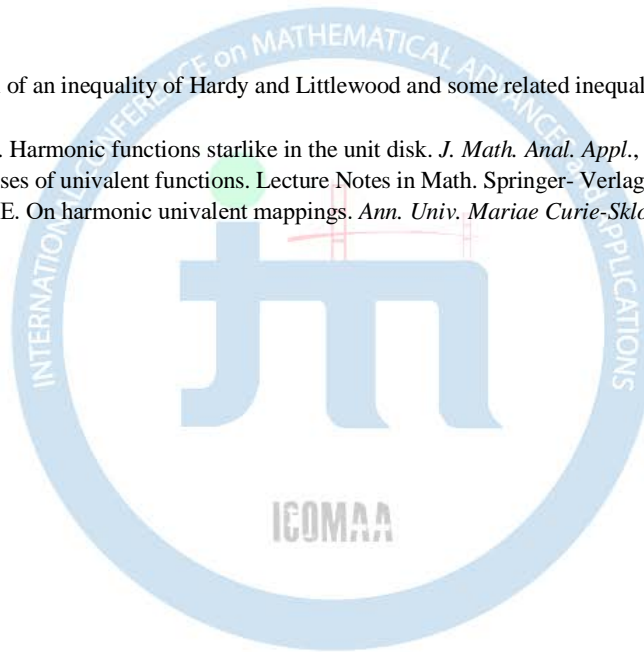 of an inequality of Hardy and Littlewood and some related inequal
. Harmonic functions starlike in the unit disk. J. Math. Anal. Appl.,
ses of univalent functions. Lecture Notes in Math. Springer- Verlag
E. On harmonic univalent mappings. Ann. Univ. Mariae Curie-Sklo
INTERNATIONAL CONFERENCE on MATHEMATICAL ADVANCES and APPLICATIONS
ICOMAA